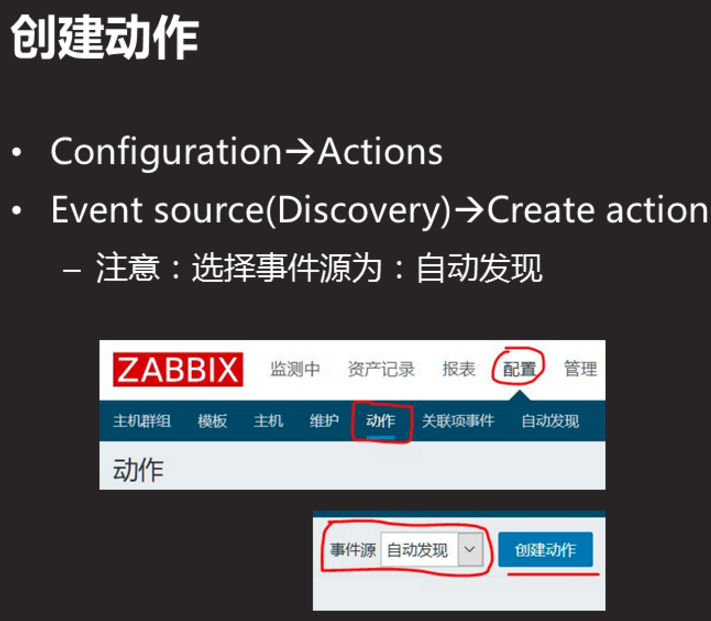 创建动作
• Configuration→Actions
• Event source(Discovery)→Create action
– 注意：选择事件源为：自动发现
ZABBIX 监测中 资产记录 报表 配置 管理
主机群组 模板 主机 维护 动作 关联项事件 自动发现
动作
事件源 自动发现 创建动作